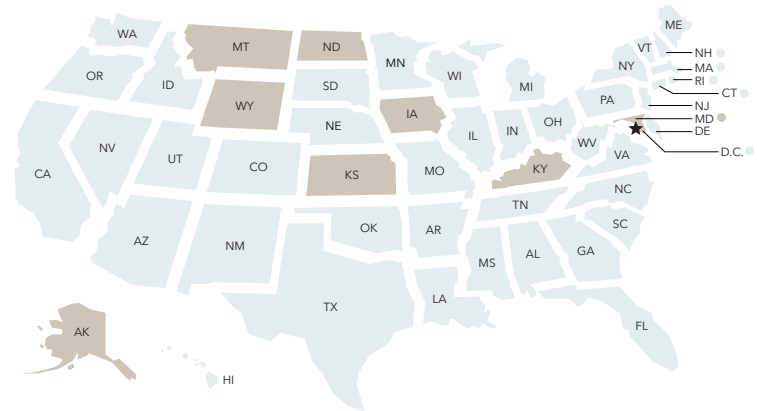 WA
MT
ND
MN
ME
VT
NH
OR
ID
WY
SD
WI
MI
NY
MA
RI
CT
NE
IA
PA
NJ
MD
DE
NV
UT
CO
KS
MO
IL
IN
OH
WV
VA
D.C.
CA
KY
AZ
NM
OK
AR
TN
NC
SC
TX
LA
MS
AL
GA
FL
AK
HI